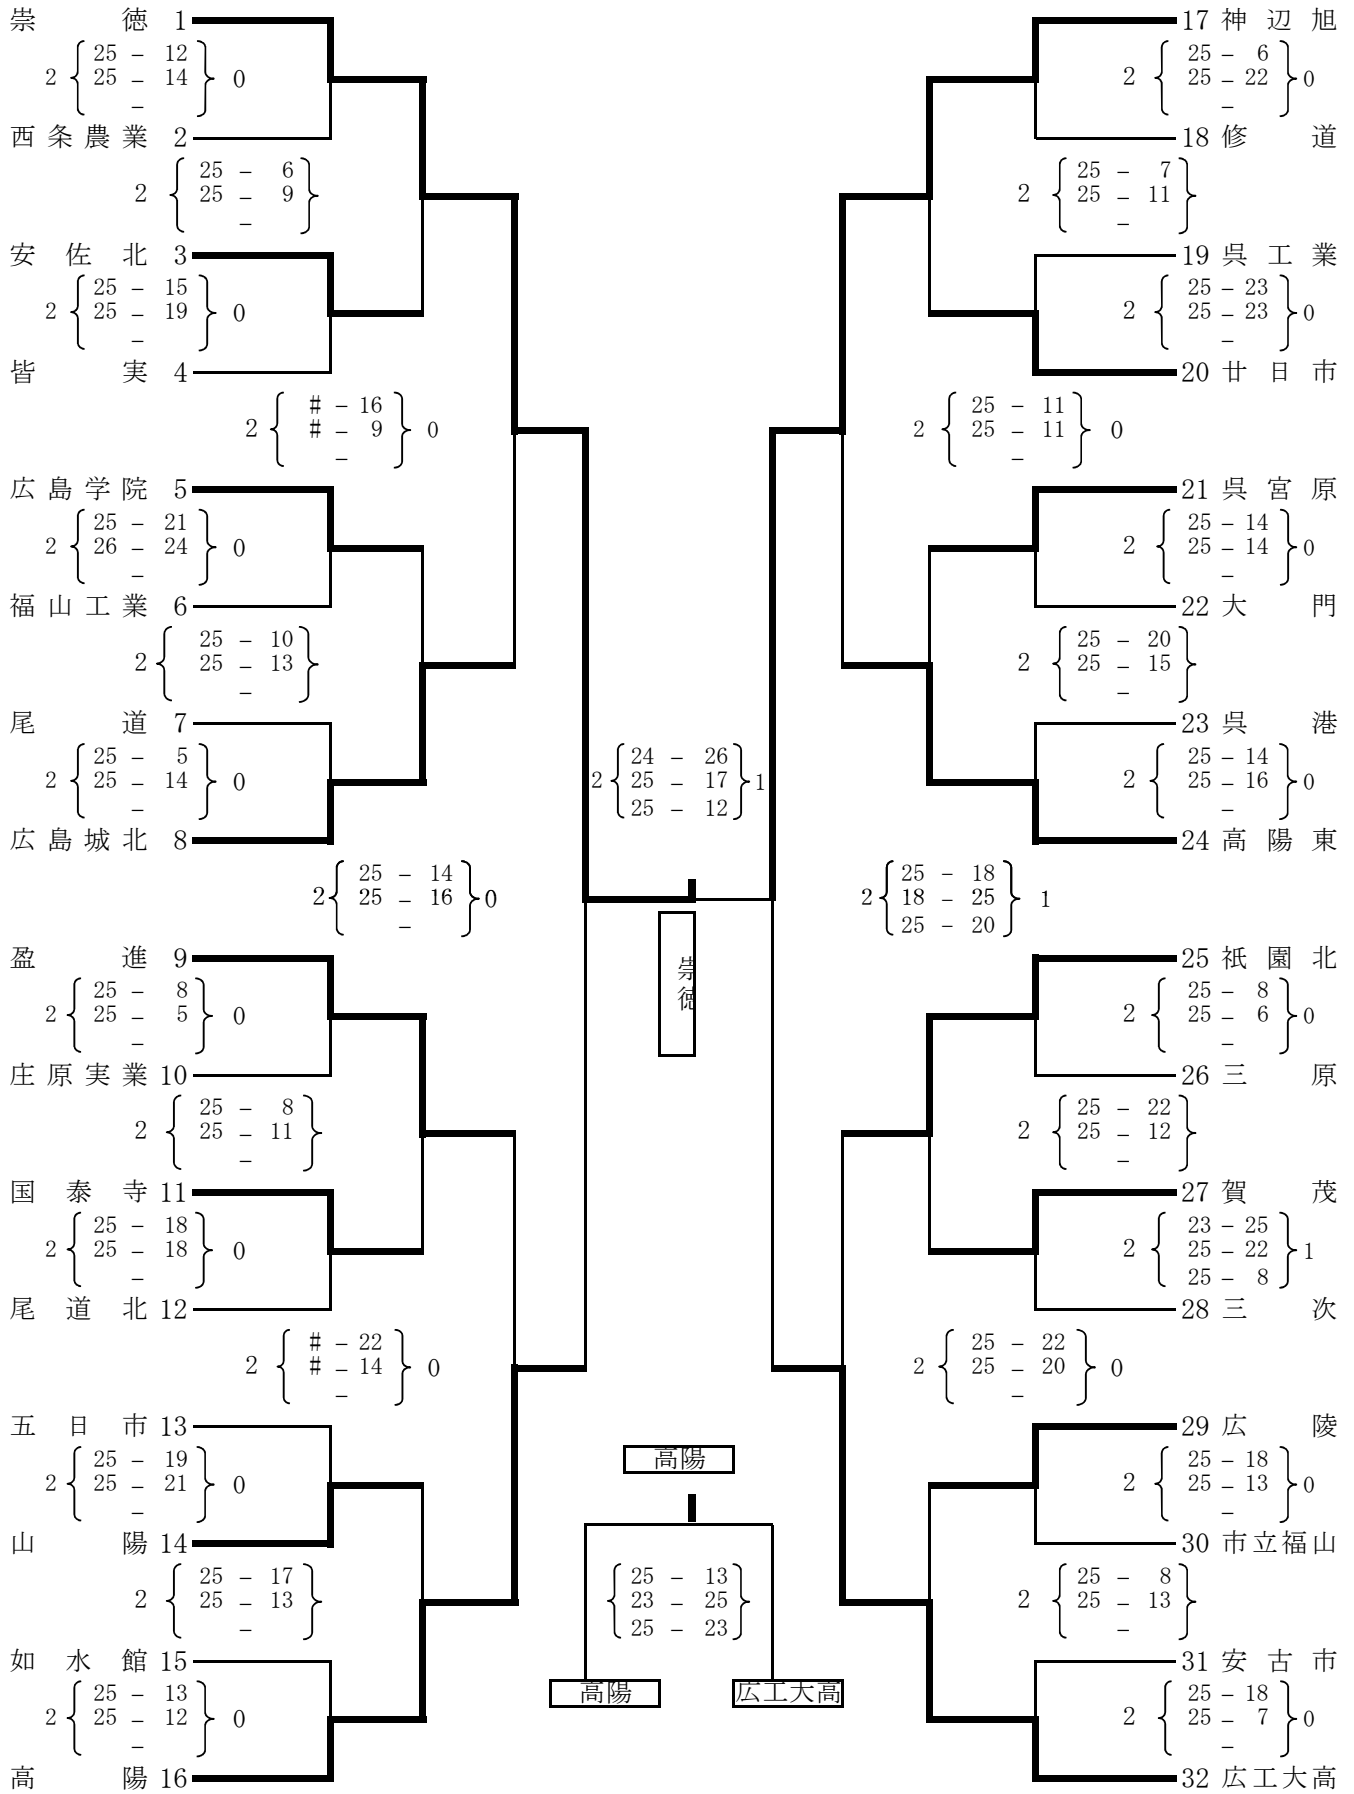 崇徳 1
25 – 12
2 25 – 14 0
–
西条農業 2
25 – 6
2 25 – 9
–
安佐北 3
25 – 15
2 25 – 19 0
–
皆実 4
# – 16
2 # – 9 0
–
広島学院 5
25 – 21
2 26 – 24 0
–
福山工業 6
25 – 10
2 25 – 13
–
尾道 7
25 – 5
2 25 – 14 0
–
広島城北 8
25 – 14
2 25 – 16 0
–
盈進 9
25 – 8
2 25 – 5 0
–
庄原実業 10
25 – 8
2 25 – 11
–
国泰寺 11
25 – 18
2 25 – 18 0
–
尾道北 12
# – 22
2 # – 14 0
–
五日市 13
25 – 19
2 25 – 21 0
–
山陽 14
25 – 17
2 25 – 13
–
如水館 15
25 – 13
2 25 – 12 0
–
高陽 16
24 – 26
2 25 – 17 1
25 – 12
崇徳
高陽
25 – 13
23 – 25
25 – 23
高陽
広工大高
17 神辺旭
25 – 6
2 25 – 22 0
–
18 修道
25 – 7
2 25 – 11
–
19 呉工業
25 – 23
2 25 – 23 0
–
20 廿日市
25 – 11
2 25 – 11 0
–
21 呉宮原
25 – 14
2 25 – 14 0
–
22 大門
25 – 20
2 25 – 15
–
23 呉港
25 – 14
2 25 – 16 0
–
24 高陽東
25 – 18
2 18 – 25 1
25 – 20
25 祇園北
25 – 8
2 25 – 6 0
–
26 三原
25 – 22
2 25 – 12
–
27 賀茂
23 – 25
2 25 – 22 1
25 – 8
28 三次
25 – 22
2 25 – 20 0
–
29 広陵
25 – 18
2 25 – 13 0
–
30 市立福山
25 – 8
2 25 – 13
–
31 安古市
25 – 18
2 25 – 7 0
–
32 広工大高